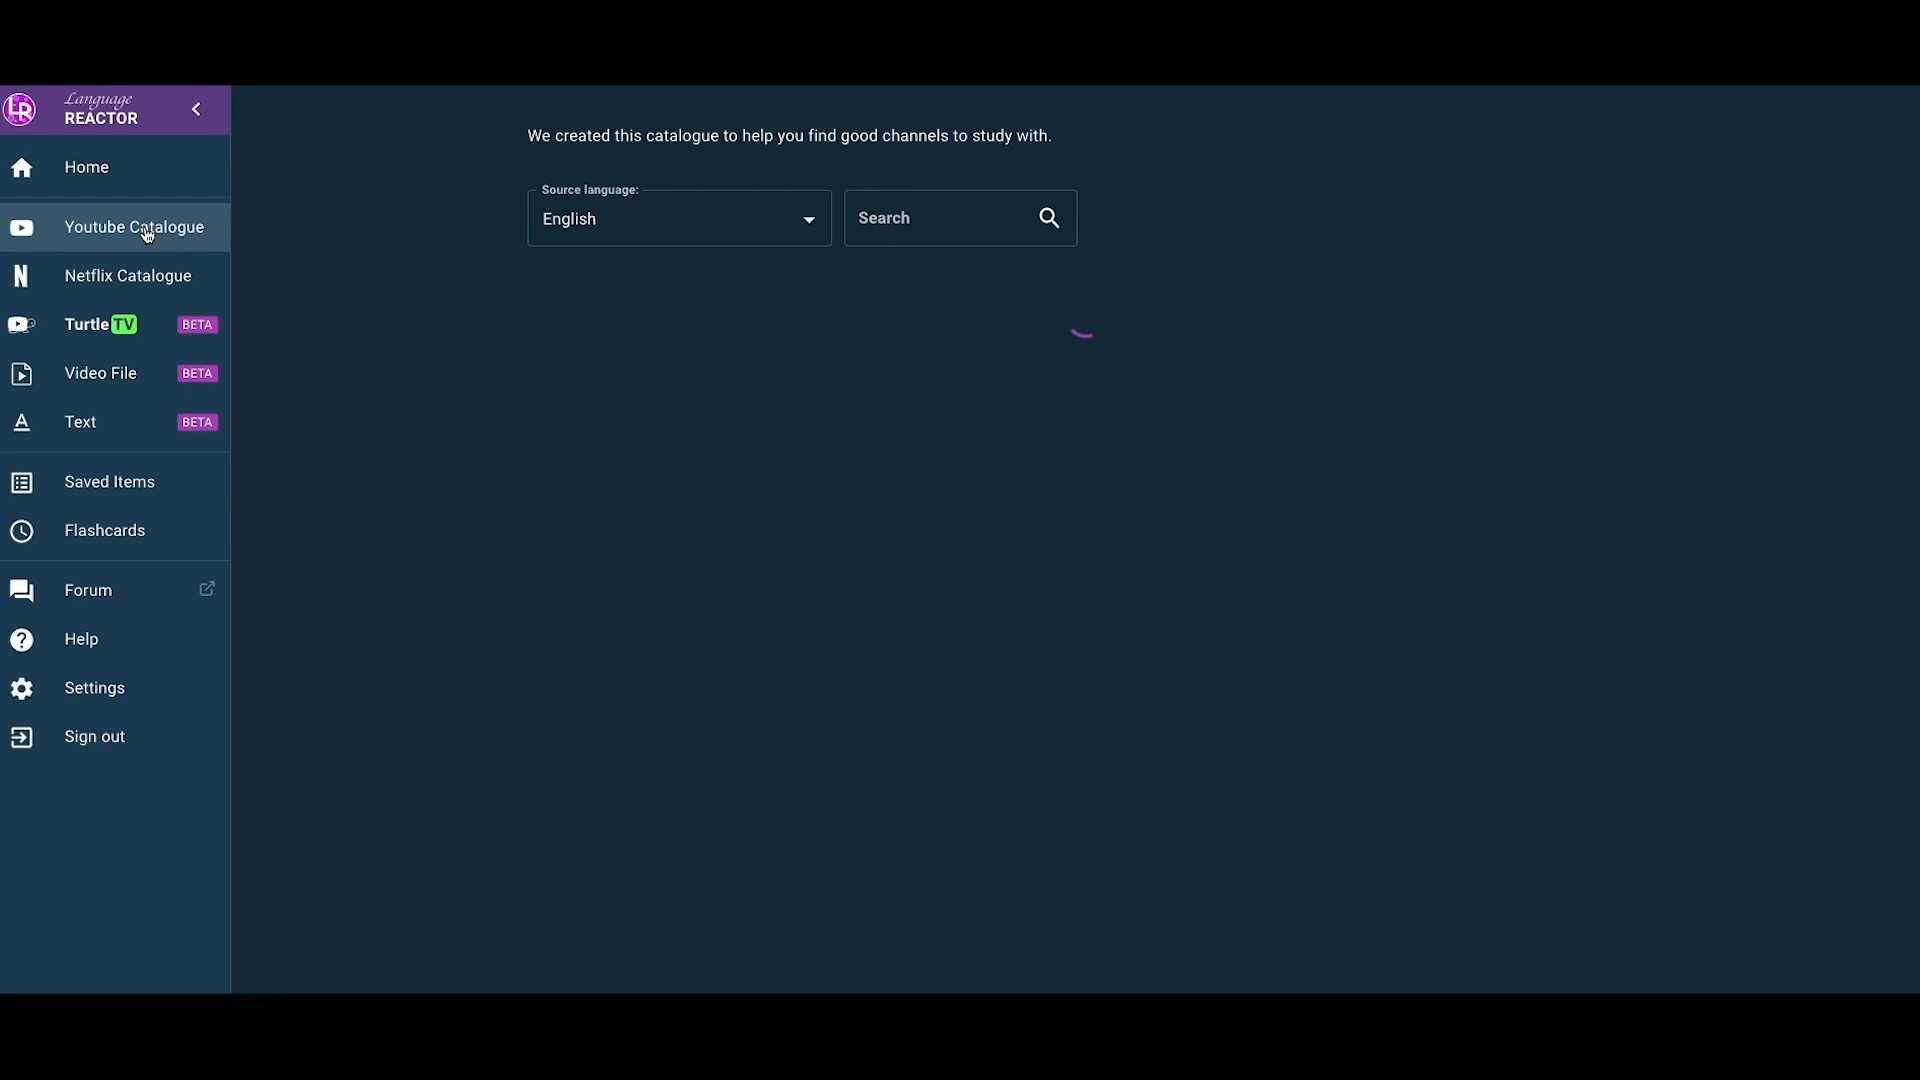 Language
REACTOR
Home
Youtube Catalogue
Netflix Catalogue
TurtleTV BETA
Video File BETA
Text BETA
Saved Items
Flashcards
Forum
Help
Settings
Sign out
We created this catalogue to help you find good channels to study with.
Source language:
English
Search